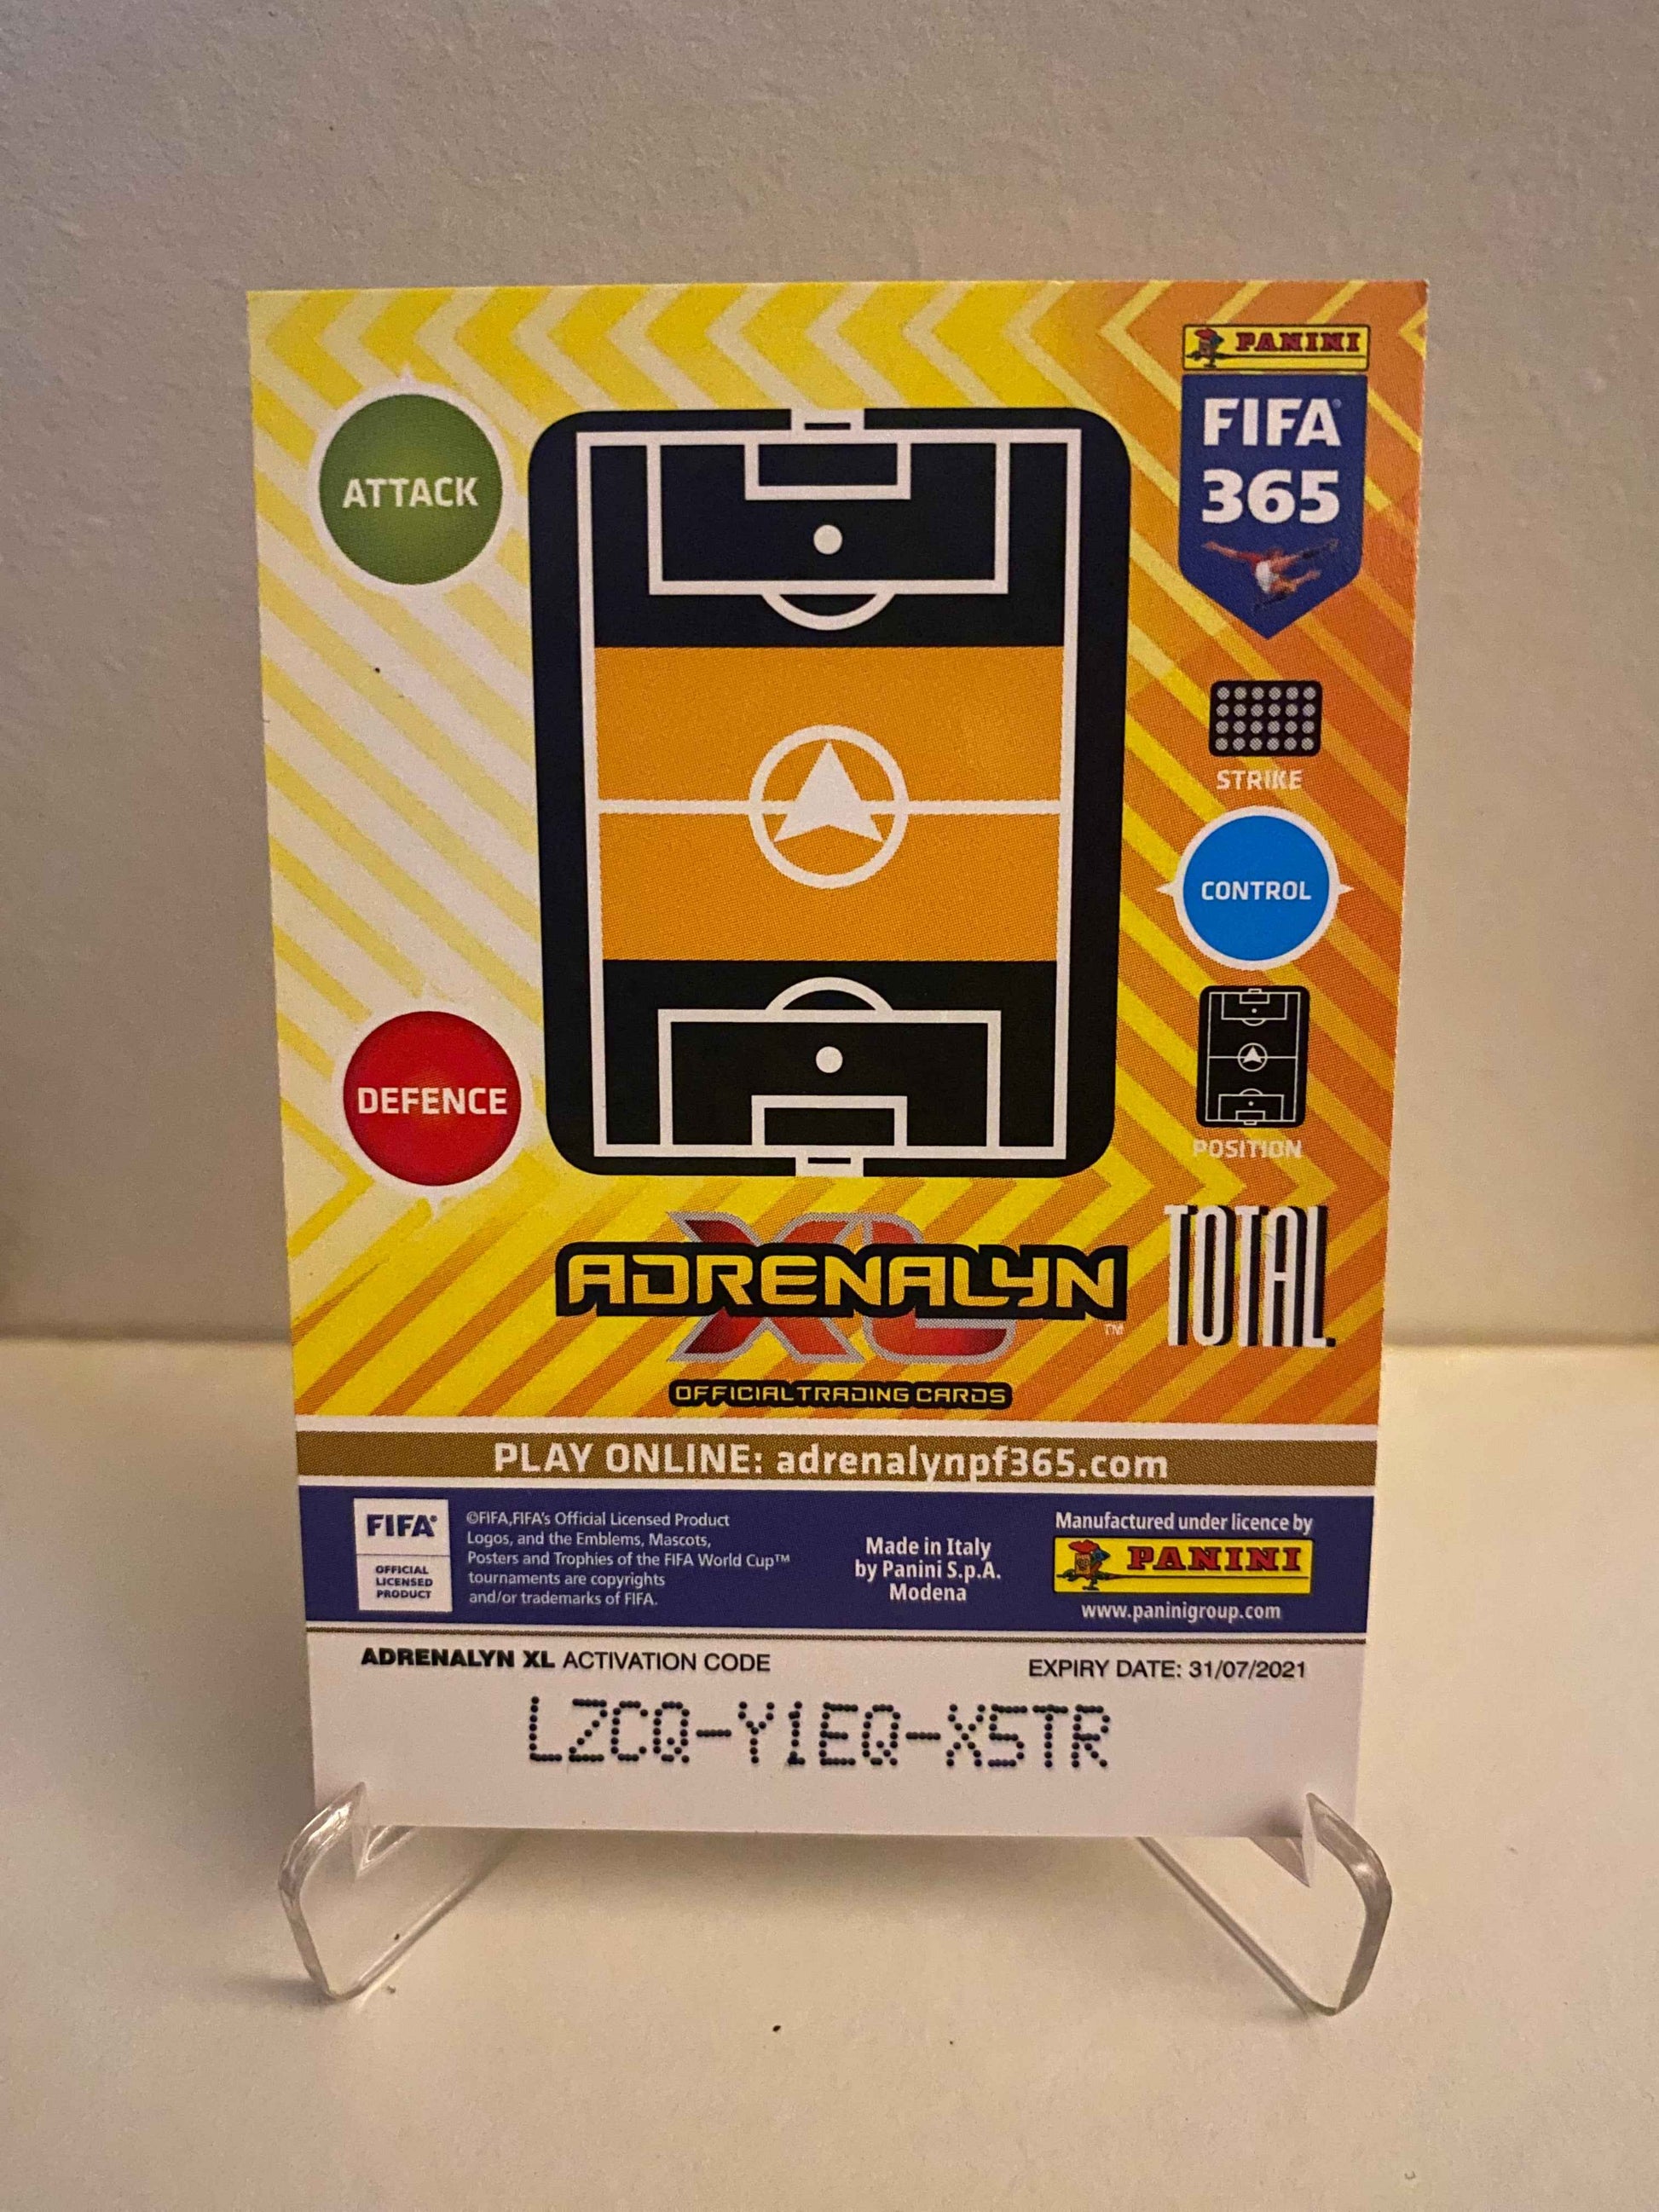 PANINI
FIFA
365
ATTACK
STRIKE
CONTROL
DEFENCE
POSITION
ADRENALYN
XL
TM
TOTAL
OFFICIAL TRADING CARDS
PLAY ONLINE: adrenalynpf365.com
FIFA®
OFFICIAL
LICENSED
PRODUCT
©FIFA,FIFA's Official Licensed Product
Logos, and the Emblems, Mascots,
Posters and Trophies of the FIFA World Cup™
tournaments are copyrights
and/or trademarks of FIFA.
Made in Italy
by Panini S.p.A.
Modena
Manufactured under licence by
PANINI
www.paninigroup.com
ADRENALYN XL ACTIVATION CODE
EXPIRY DATE: 31/07/2021
LZCQ-Y1EQ-X5TR